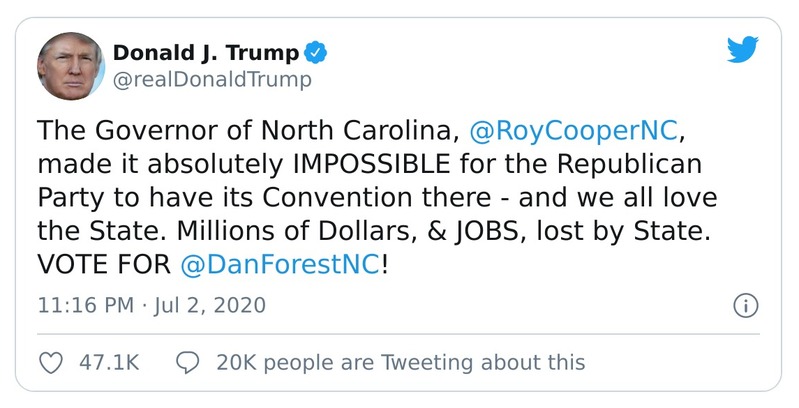 Donald J. Trump
@realDonaldTrump
The Governor of North Carolina, @RoyCooperNC,
made it absolutely IMPOSSIBLE for the Republican
Party to have its Convention there - and we all love
the State. Millions of Dollars, & JOBS, lost by State.
VOTE FOR @DanForestNC!
11:16 PM · Jul 2, 2020
47.1K 20K people are Tweeting about this